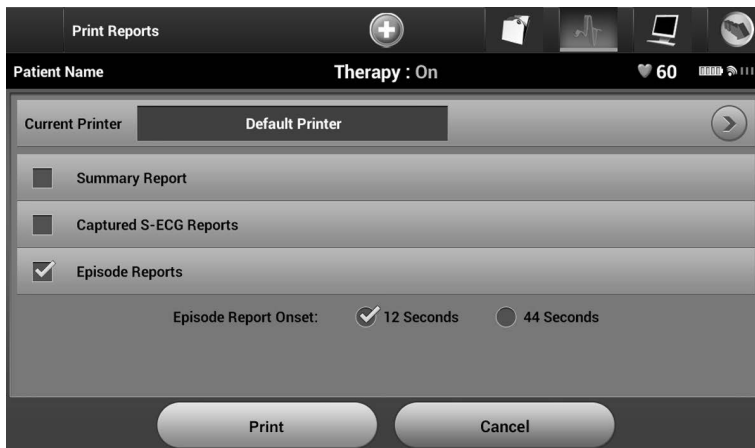 Print Reports
Patient Name Therapy : On 60
Current Printer Default Printer
Summary Report
Captured S-ECG Reports
Episode Reports
Episode Report Onset: 12 Seconds 44 Seconds
Print Cancel